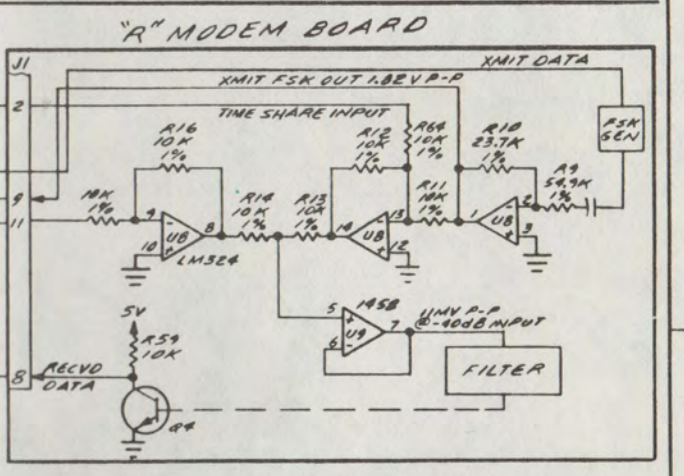 "R" MODEM BOARD
J1
XMIT DATA
XMIT FSK OUT 1.82V P-P
2
TIME SHARE INPUT
FSK
GEN
R16
10K
1%
R12
10K
1%
R64
10K
1%
R10
23.7K
1%
R9
54.9K
1%
9
11
10K
1%
9
8
10
U8
LM324
R14
10K
1%
R13
10K
1%
14
13
12
U8
R11
10K
1%
1
2
3
U8
5V
R59
10K
1458
5
6
7
U9
11MV P-P
@-40dB INPUT
FILTER
8
RECVD
DATA
Q4